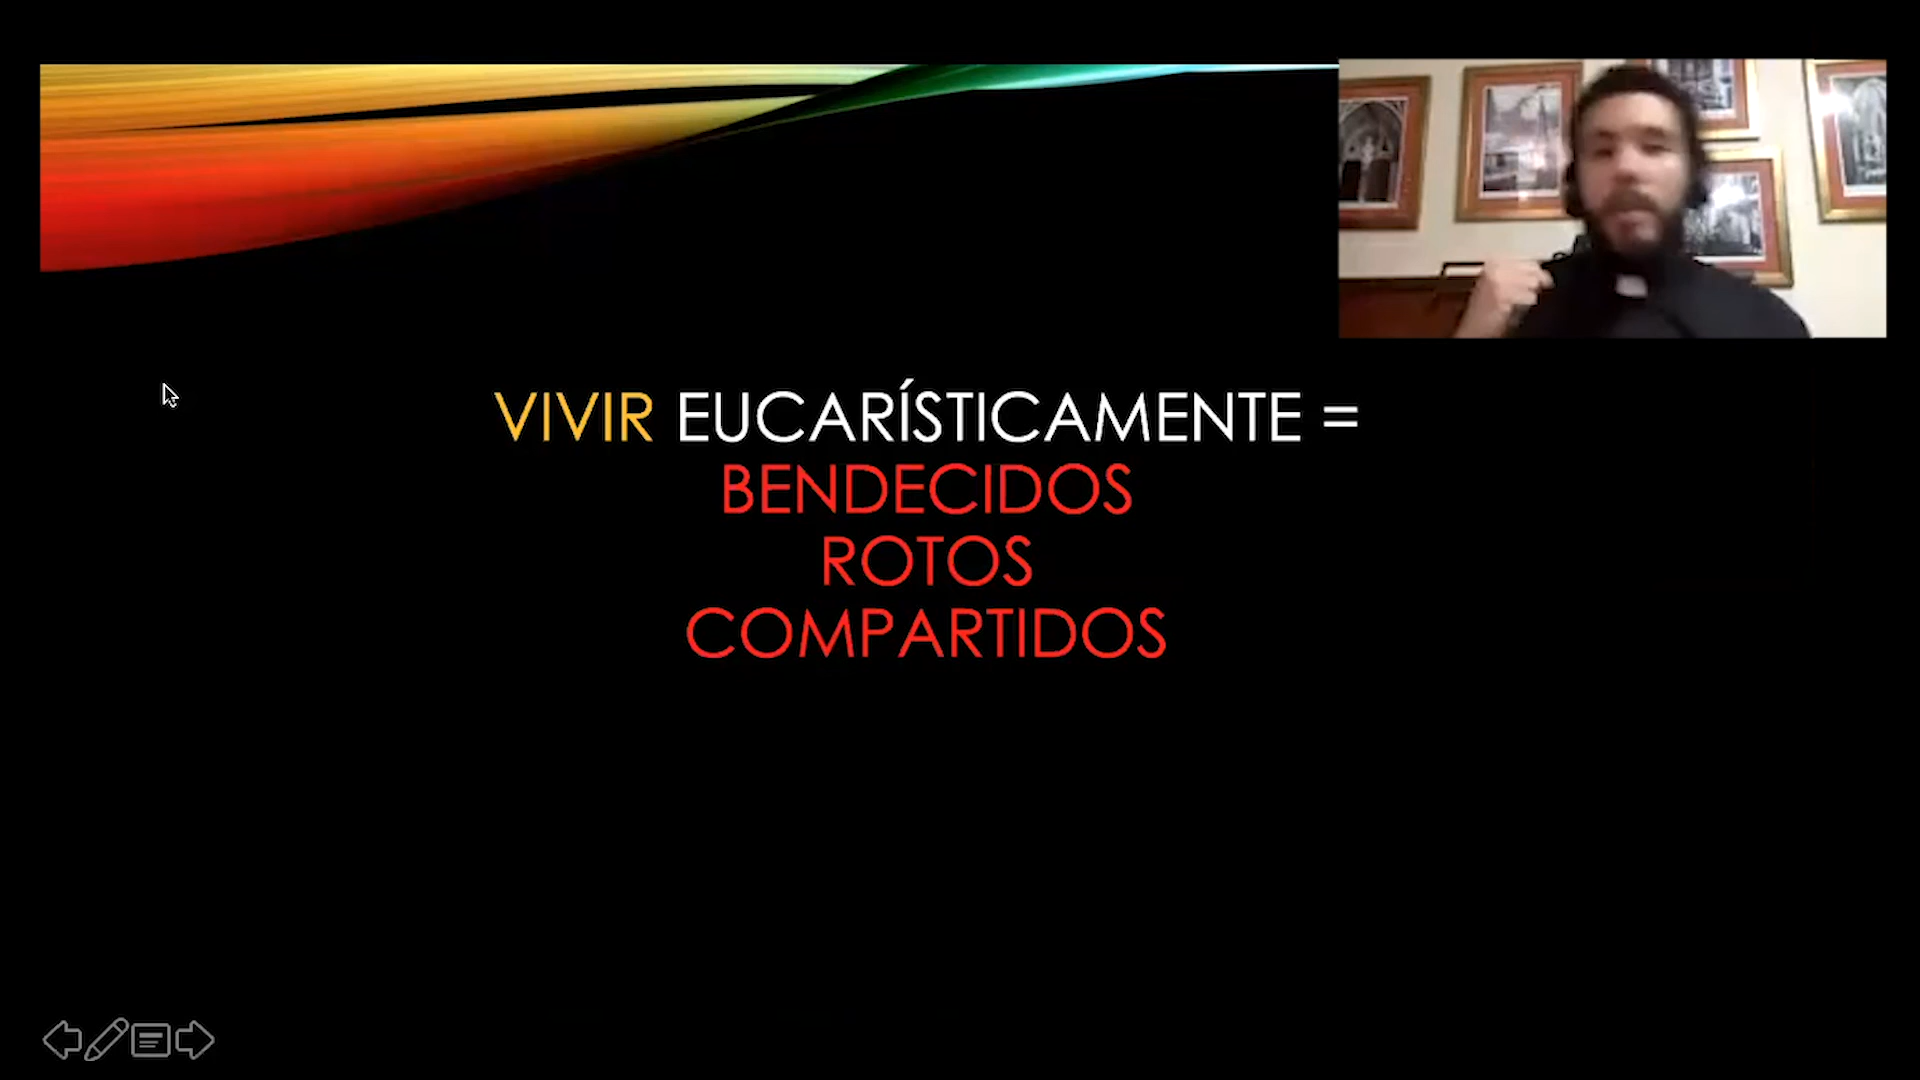 VIVIR EUCARÍSTICAMENTE =
BENDECIDOS
ROTOS
COMPARTIDOS